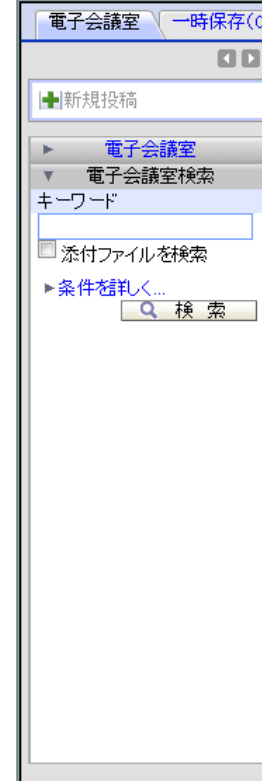 電子会議室 一時保存(
新規投稿
電子会議室
電子会議室検索
キーワード
添付ファイルを検索
条件を詳しく...
検 索